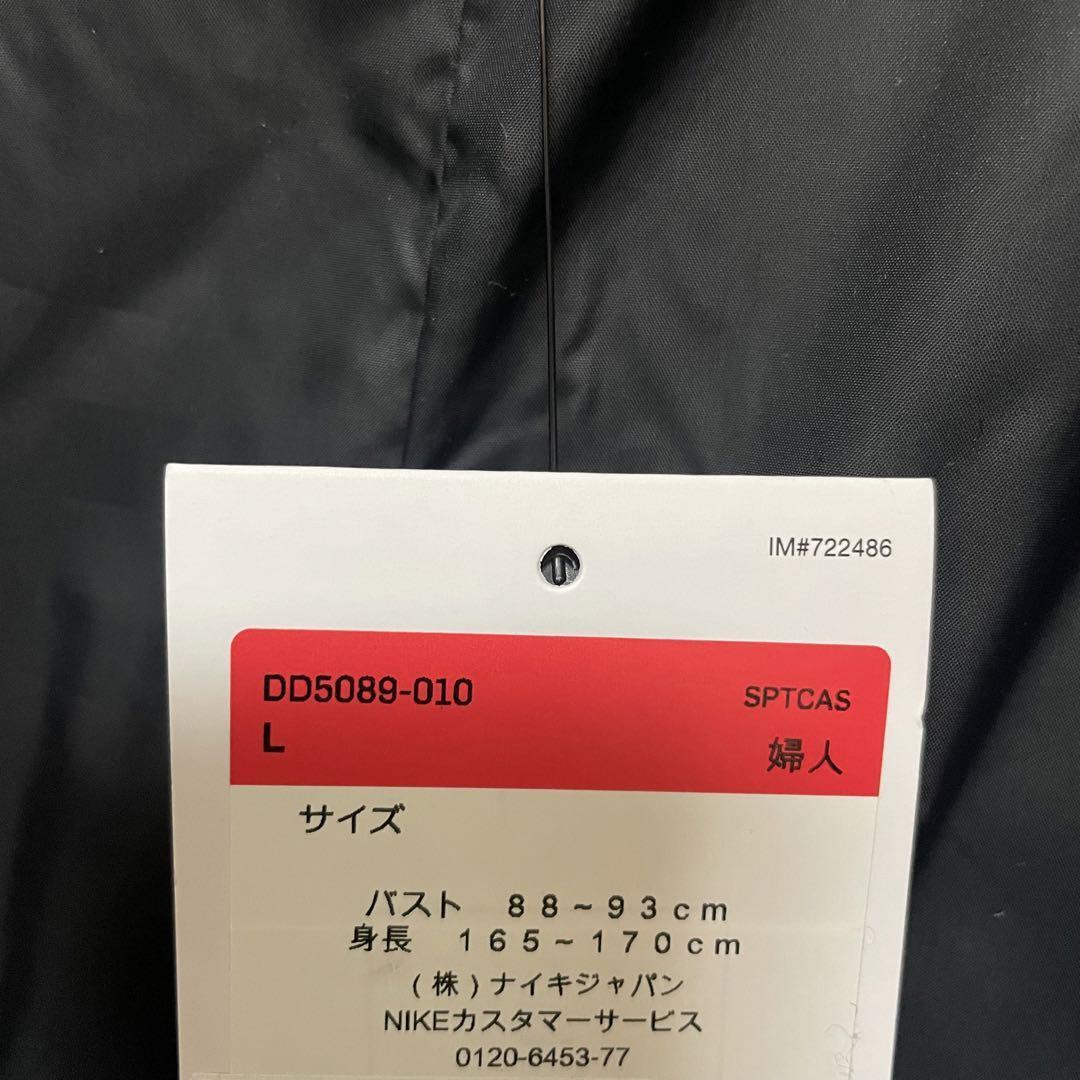 IM#722486
DD5089-010
SPTCAS
L
婦人
サイズ
バスト　88~93cm
身長　165~170cm
(株)ナイキジャパン
NIKEカスタマーサービス
0120-6453-77